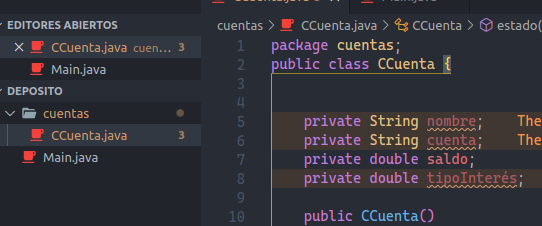 EDITORES ABIERTOS
CCuenta.java cuen... 3
Main.java
DEPOSITO
cuentas
CCuenta.java 3
Main.java
cuentas > CCuenta.java > CCuenta > estado(
1 package cuentas;
2 public class CCuenta {
3
4
5 private String nombre; The
6 private String cuenta; The
7 private double saldo;
8 private double tipoInterés;
9
10 public CCuenta()